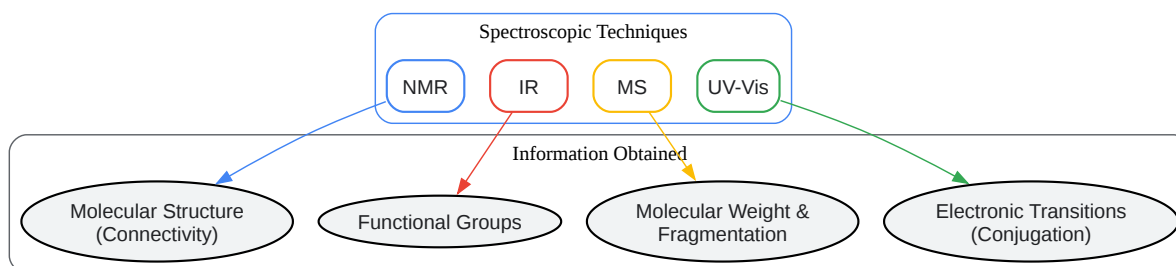 Spectroscopic Techniques
NMR
IR
MS
UV-Vis
Information Obtained
Molecular Structure
(Connectivity)
Functional Groups
Molecular Weight &
Fragmentation
Electronic Transitions
(Conjugation)